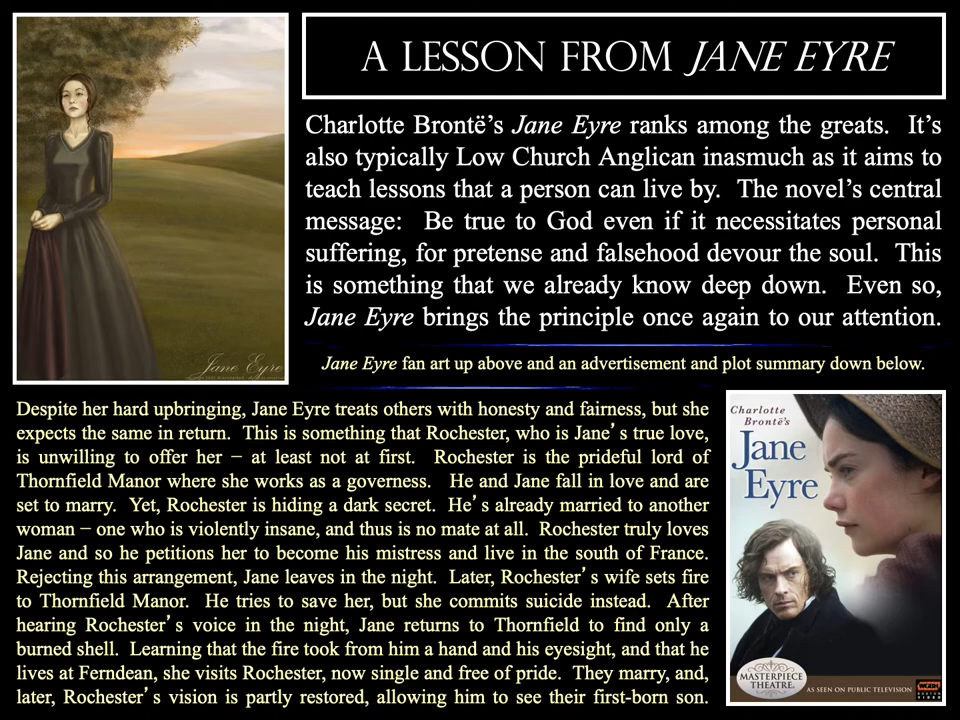 A LESSON FROM JANE EYRE
Charlotte Brontë’s Jane Eyre ranks among the greats. It’s
also typically Low Church Anglican inasmuch as it aims to
teach lessons that a person can live by. The novel’s central
message: Be true to God even if it necessitates personal
suffering, for pretense and falsehood devour the soul. This
is something that we already know deep down. Even so,
Jane Eyre brings the principle once again to our attention.
Jane Eyre
Jane Eyre fan art up above and an advertisement and plot summary down below.
Despite her hard upbringing, Jane Eyre treats others with honesty and fairness, but she
expects the same in return. This is something that Rochester, who is Jane’s true love,
is unwilling to offer her – at least not at first. Rochester is the prideful lord of
Thornfield Manor where she works as a governess. He and Jane fall in love and are
set to marry. Yet, Rochester is hiding a dark secret. He’s already married to another
woman – one who is violently insane, and thus is no mate at all. Rochester truly loves
Jane and so he petitions her to become his mistress and live in the south of France.
Rejecting this arrangement, Jane leaves in the night. Later, Rochester’s wife sets fire
to Thornfield Manor. He tries to save her, but she commits suicide instead. After
hearing Rochester’s voice in the night, Jane returns to Thornfield to find only a
burned shell. Learning that the fire took from him a hand and his eyesight, and that he
lives at Ferndean, she visits Rochester, now single and free of pride. They marry, and,
later, Rochester’s vision is partly restored, allowing him to see their first-born son.
Charlotte
Brontë’s
Jane
Eyre
MASTERPIECE
THEATRE.
AS SEEN ON PUBLIC TELEVISION
WGBH
BOSTON
VIDEO